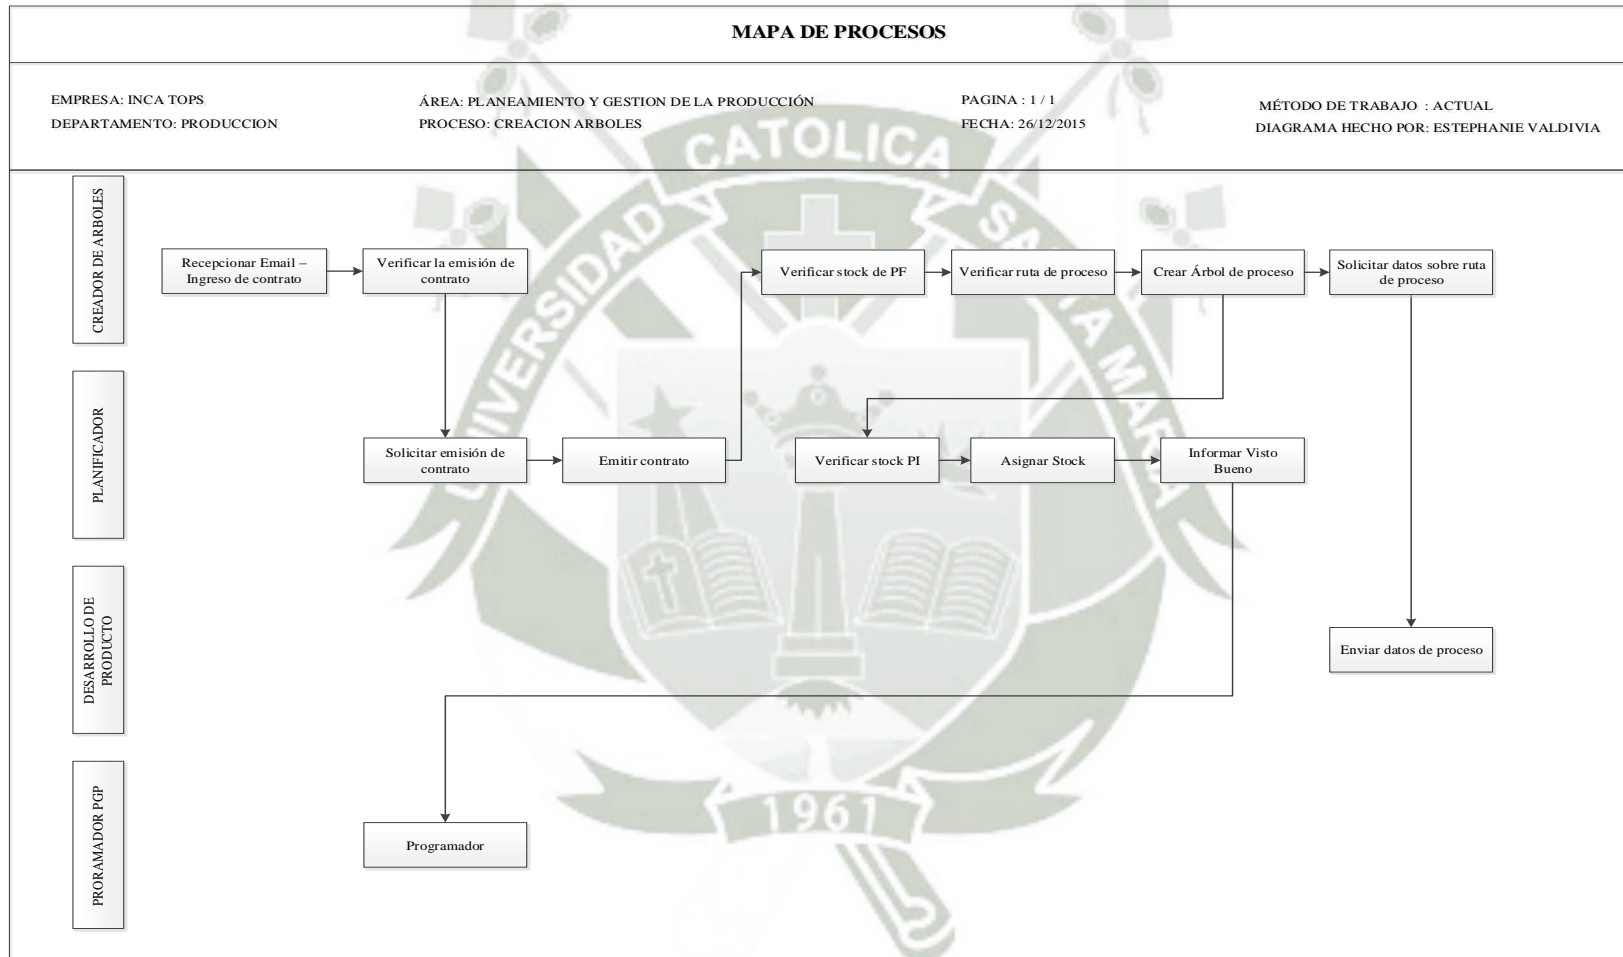 MAPA DE PROCESOS
EMPRESA: INCA TOPS
DEPARTAMENTO: PRODUCCION
ÁREA: PLANEAMIENTO Y GESTION DE LA PRODUCCIÓN
PROCESO: CREACION ARBOLES
PAGINA : 1 / 1
FECHA: 26/12/2015
MÉTODO DE TRABAJO : ACTUAL
DIAGRAMA HECHO POR: ESTEPHANIE VALDIVIA
CREADOR DE ARBOLES
Recepcionar Email –
Ingreso de contrato
Verificar la emisión de
contrato
Verificar stock de PF
Verificar ruta de proceso
Crear Árbol de proceso
Solicitar datos sobre ruta
de proceso
PLANIFICADOR
Solicitar emisión de
contrato
Emitir contrato
Verificar stock PI
Asignar Stock
Informar Visto
Bueno
DESARROLLO DE
PRODUCTO
Enviar datos de proceso
PRORAMADOR PGP
Programador
UNIVERSIDAD CATOLICA SANTA MARIA
1961